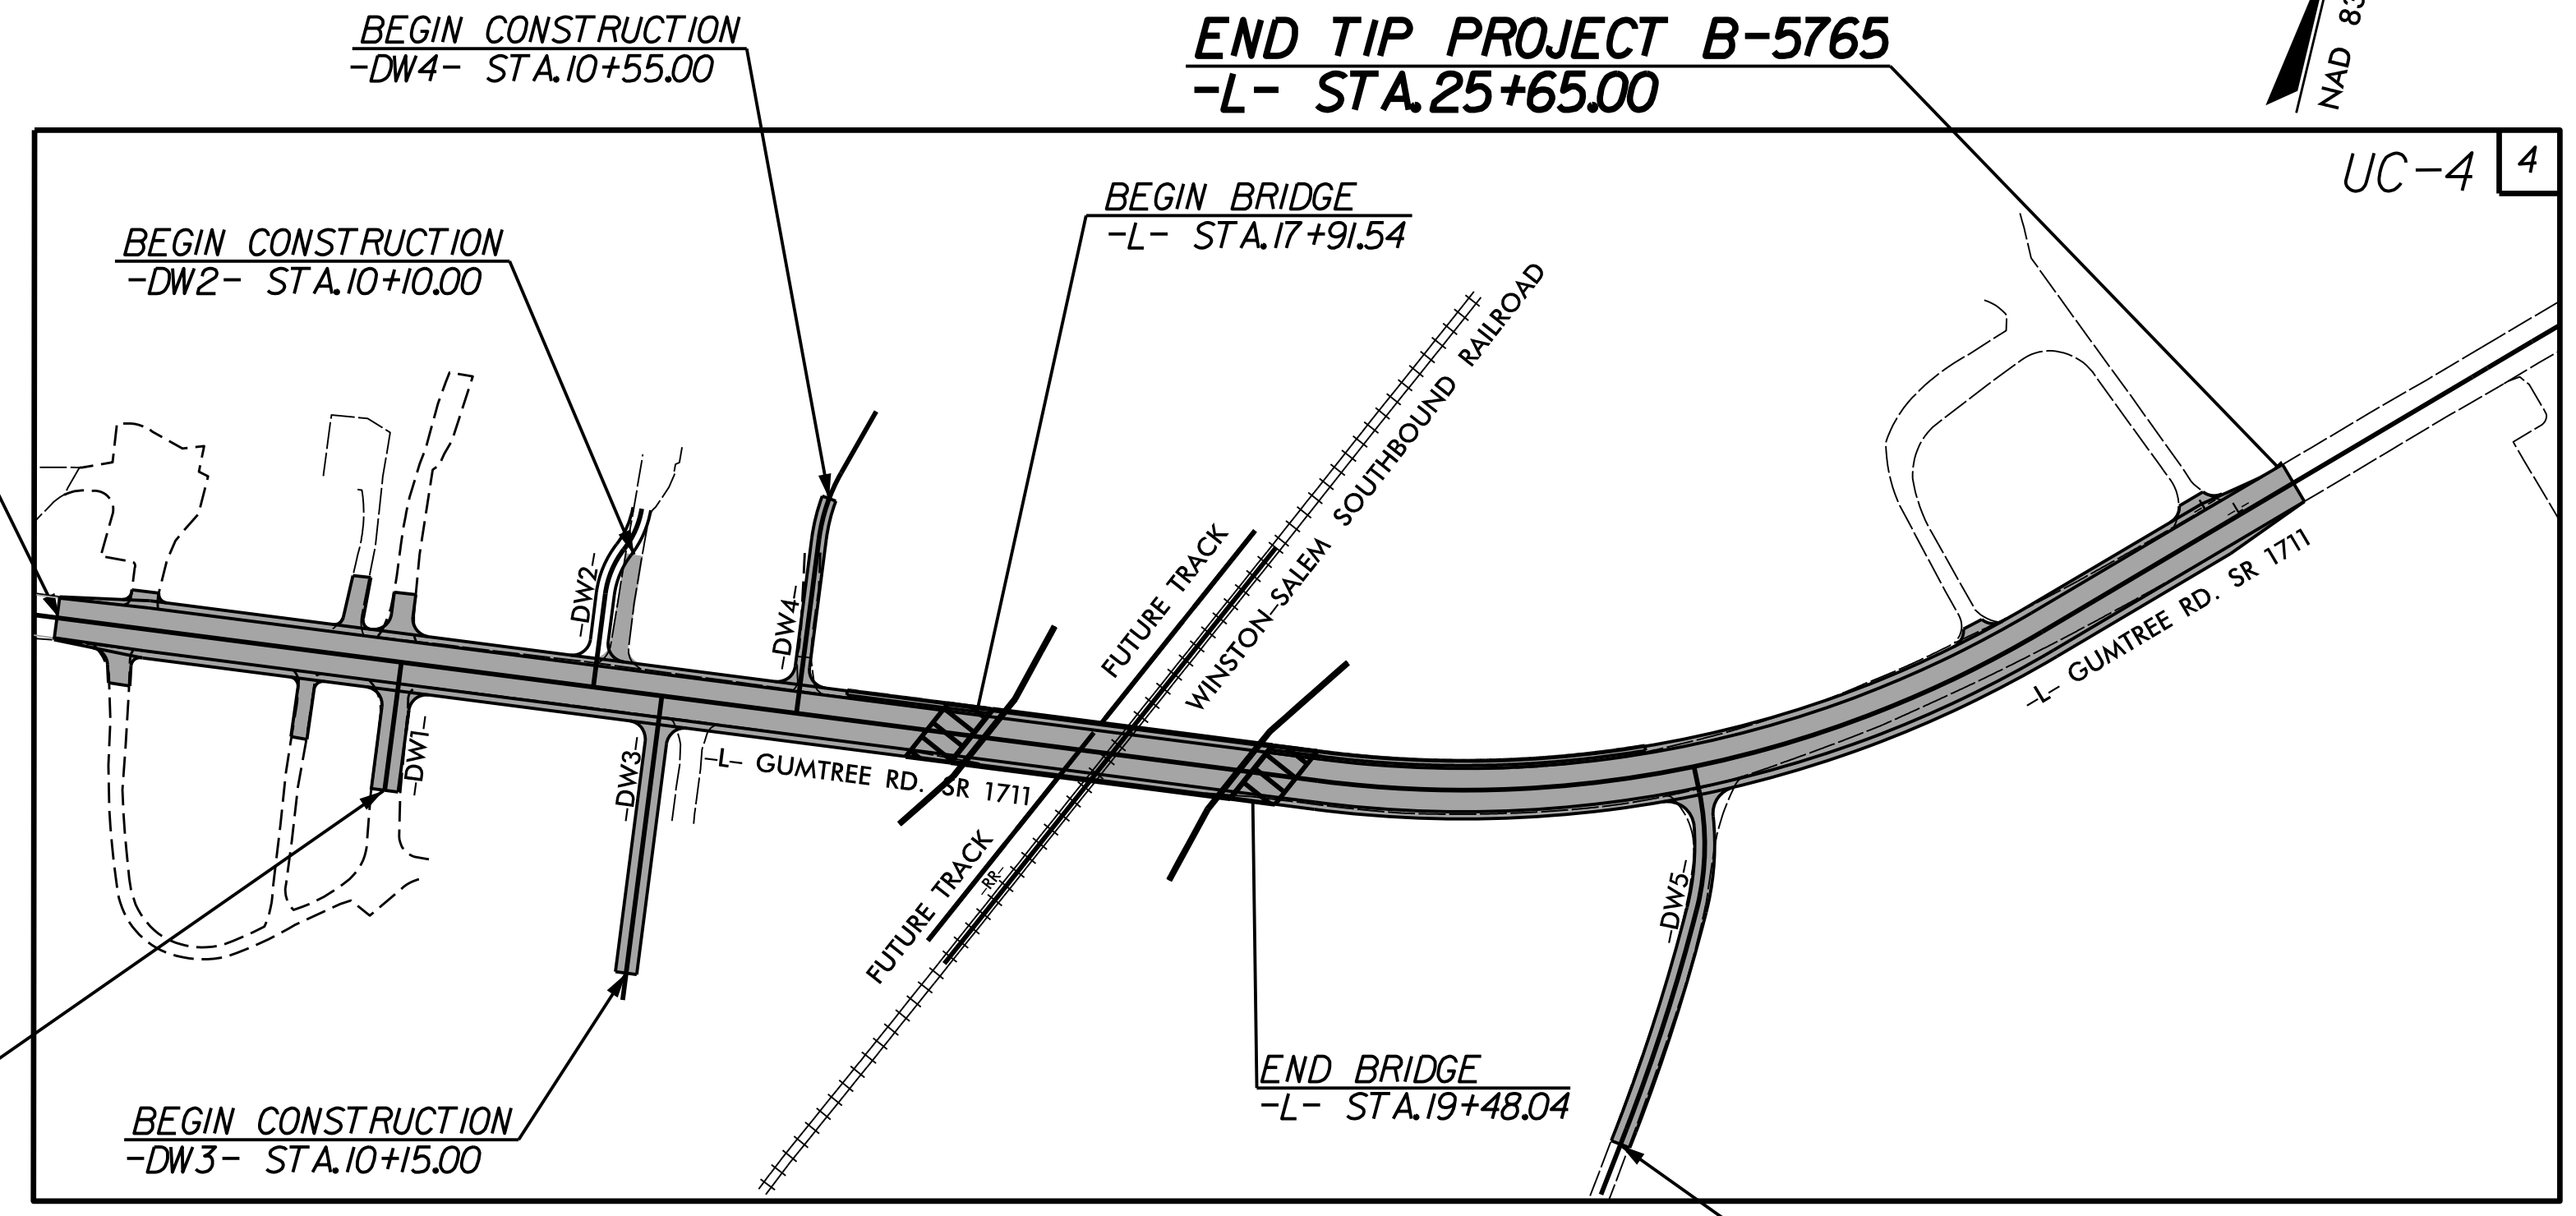 BEGIN CONSTRUCTION
-DW4- STA.10+55.00
END TIP PROJECT B-5765
-L- STA.25+65.00
NAD 83
UC-4
4
BEGIN BRIDGE
-L- STA.17+91.54
BEGIN CONSTRUCTION
-DW2- STA.10+10.00
WINSTON-SALEM SOUTHBOUND RAILROAD
FUTURE TRACK
-DW2-
-DW4-
-L-
-L- GUMTREE RD. SR 1711
-DW1-
-DW3-
-L- GUMTREE RD. SR 1711
FUTURE TRACK
-RR-
-DW5-
END BRIDGE
-L- STA.19+48.04
BEGIN CONSTRUCTION
-DW3- STA.10+15.00